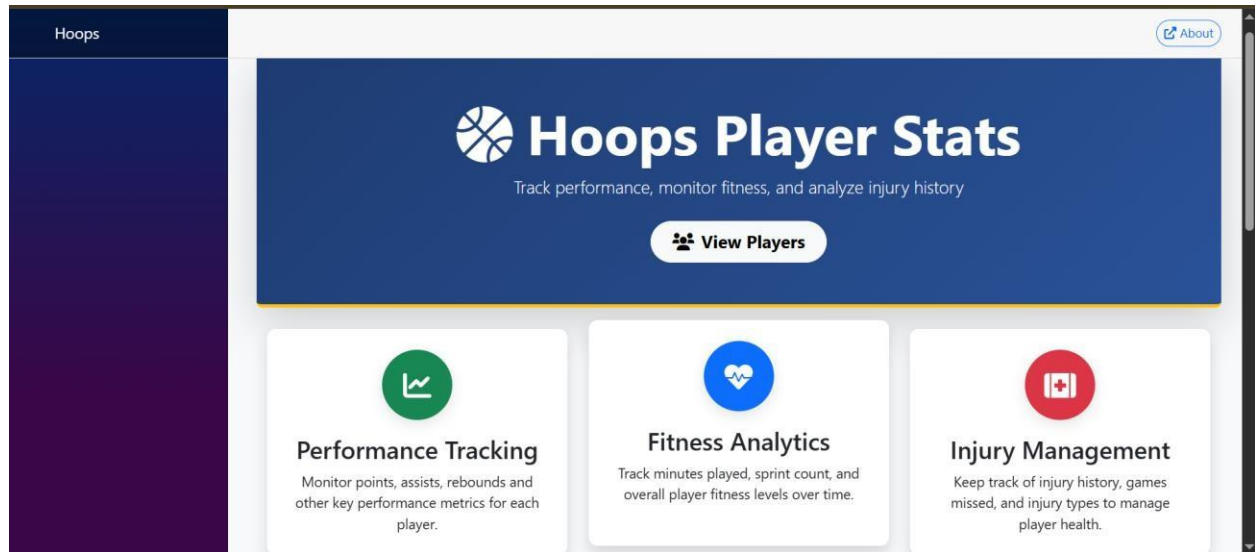 Hoops
About
Hoops Player Stats
Track performance, monitor fitness, and analyze injury history
View Players
Performance Tracking
Monitor points, assists, rebounds and
other key performance metrics for each
player.
Fitness Analytics
Track minutes played, sprint count, and
overall player fitness levels over time.
Injury Management
Keep track of injury history, games
missed, and injury types to manage
player health.